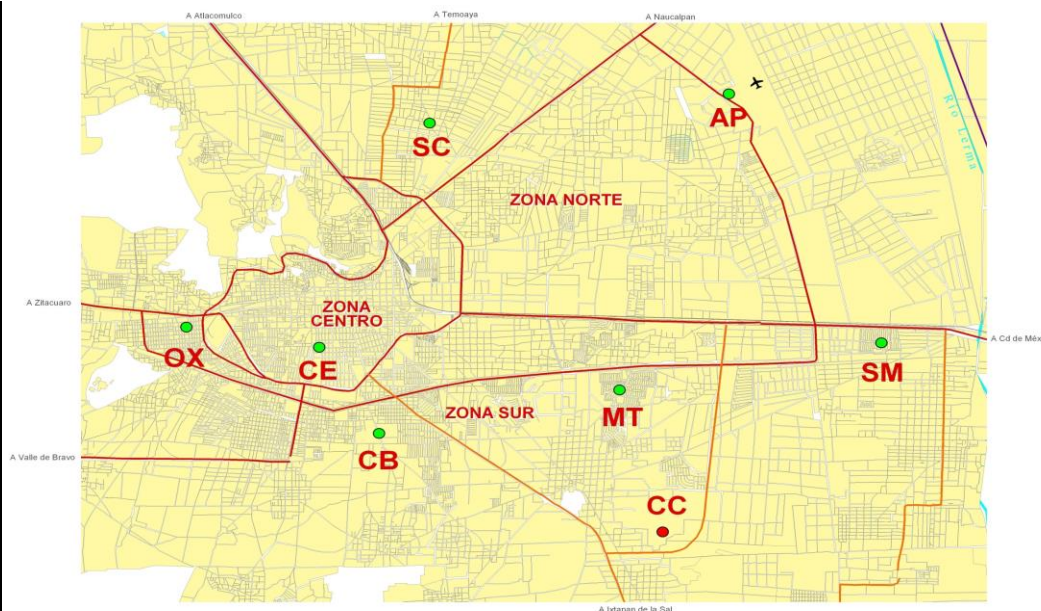 A Atlacomulco
A Temoaya
A Naucalpan
AP
SC
Río Lerma
ZONA NORTE
A Zitacuaro
ZONA
CENTRO
A Cd de Méx
OX
CE
SM
ZONA SUR
MT
A Valle de Bravo
CB
CC
A Ixtapan de la Sal